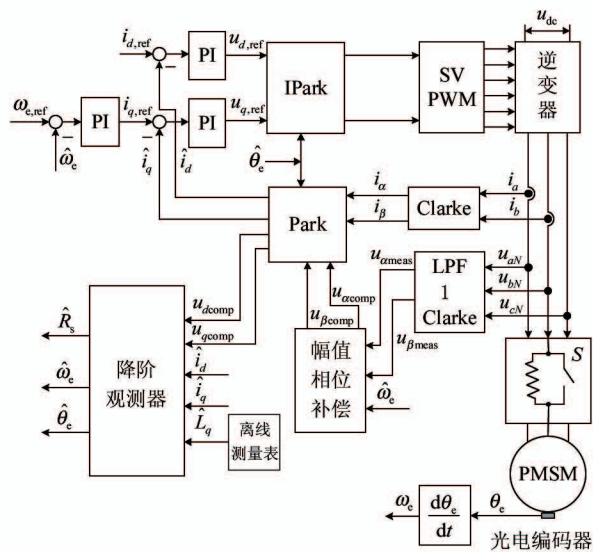 u_dc
i_d,ref
PI
u_d,ref
IPark
SV
PWM
逆
变
器
ω_e,ref
PI
i_q,ref
PI
u_q,ref
ω̂_e
î_q
î_d
θ̂_e
Park
i_α
i_β
Clarke
i_a
i_b
u_αmeas
u_βmeas
LPF
1
Clarke
u_aN
u_bN
u_cN
u_dcomp
u_qcomp
u_αcomp
u_βcomp
幅值
相位
补偿
ω̂_e
R̂_s
ω̂_e
θ̂_e
降阶
观测器
î_d
î_q
L̂_q
离线
测量表
S
PMSM
ω_e
dθ_e
dt
θ_e
光电编码器